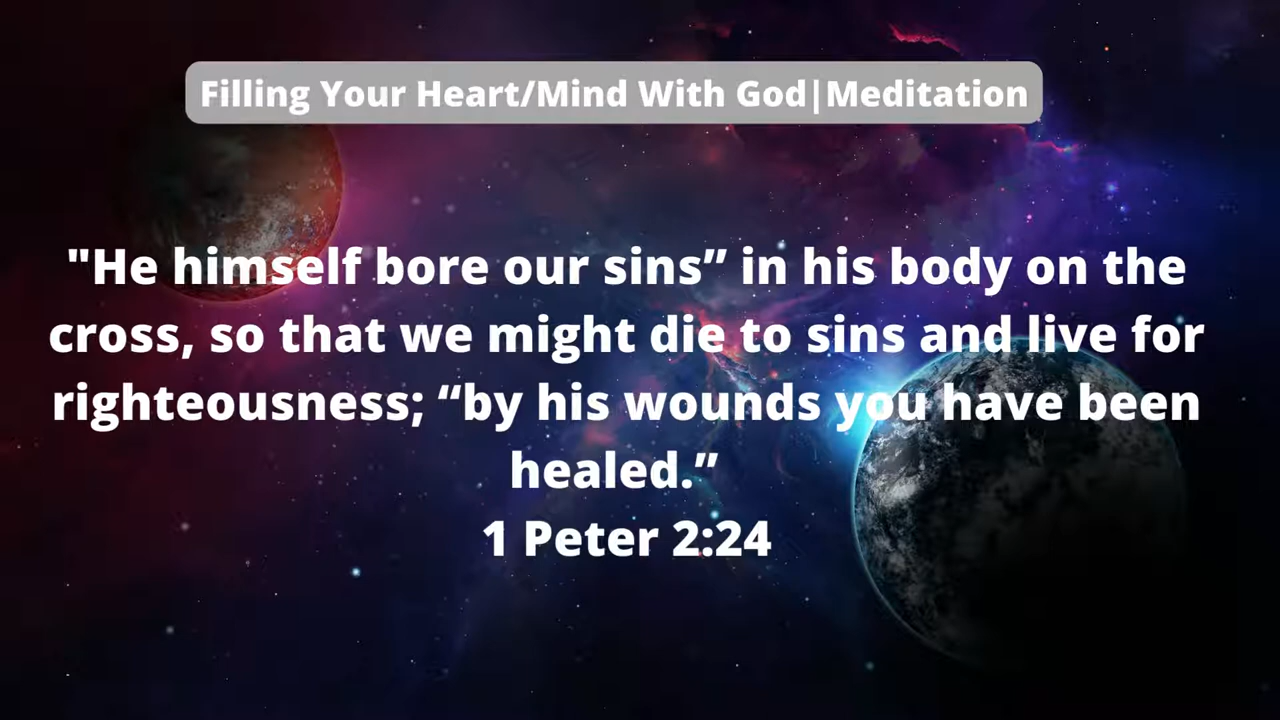 Filling Your Heart/Mind With God|Meditation
"He himself bore our sins” in his body on the
cross, so that we might die to sins and live for
righteousness; “by his wounds you have been
healed.”
1 Peter 2:24